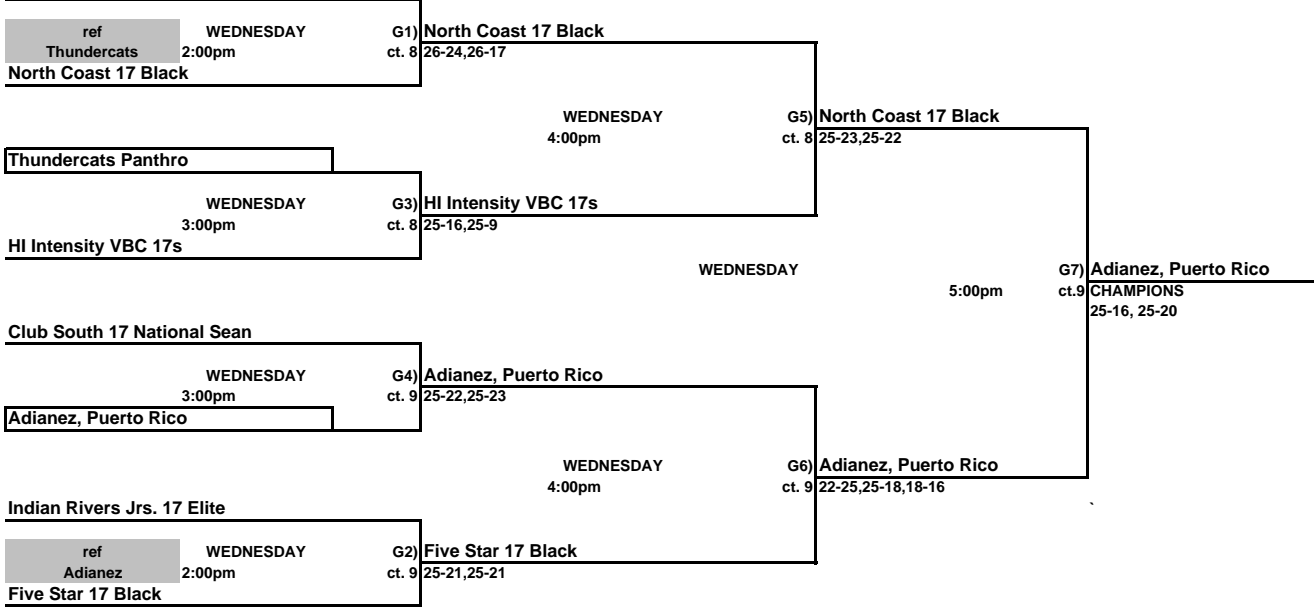 ref WEDNESDAY G1) North Coast 17 Black
Thundercats 2:00pm ct. 8 26-24,26-17
North Coast 17 Black
WEDNESDAY G5) North Coast 17 Black
4:00pm ct. 8 25-23,25-22
Thundercats Panthro
WEDNESDAY G3) HI Intensity VBC 17s
3:00pm ct. 8 25-16,25-9
HI Intensity VBC 17s
WEDNESDAY G7) Adianez, Puerto Rico
5:00pm ct.9 CHAMPIONS
25-16, 25-20
Club South 17 National Sean
WEDNESDAY G4) Adianez, Puerto Rico
3:00pm ct. 9 25-22,25-23
Adianez, Puerto Rico
WEDNESDAY G6) Adianez, Puerto Rico
4:00pm ct. 9 22-25,25-18,18-16
Indian Rivers Jrs. 17 Elite `
ref WEDNESDAY G2) Five Star 17 Black
Adianez 2:00pm ct. 9 25-21,25-21
Five Star 17 Black